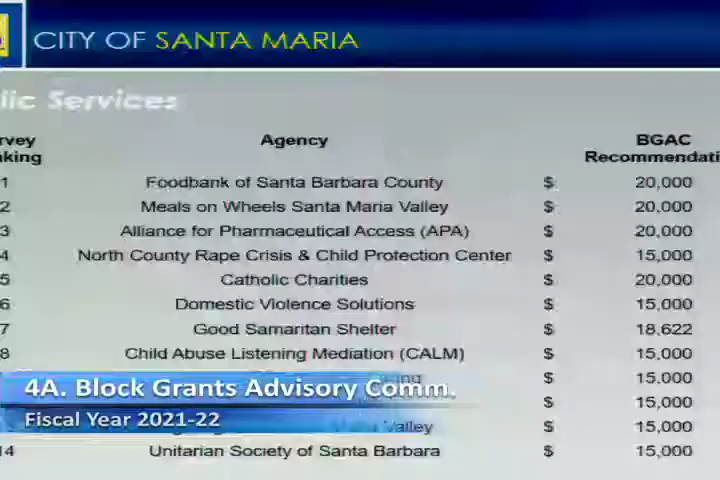 CITY OF SANTA MARIA
lic Services
rvey Agency BGAC
king Recommendati
1 Foodbank of Santa Barbara County $ 20,000
2 Meals on Wheels Santa Maria Valley $ 20,000
3 Alliance for Pharmaceutical Access (APA) $ 20,000
4 North County Rape Crisis & Child Protection Center $ 15,000
5 Catholic Charities $ 20,000
6 Domestic Violence Solutions $ 15,000
7 Good Samaritan Shelter $ 18,622
8 Child Abuse Listening Mediation (CALM) $ 15,000
$ 15,000
4A. Block Grants Advisory Comm.
$ 15,000
Fiscal Year 2021-22
Valley $ 15,000
14 Unitarian Society of Santa Barbara $ 15,000